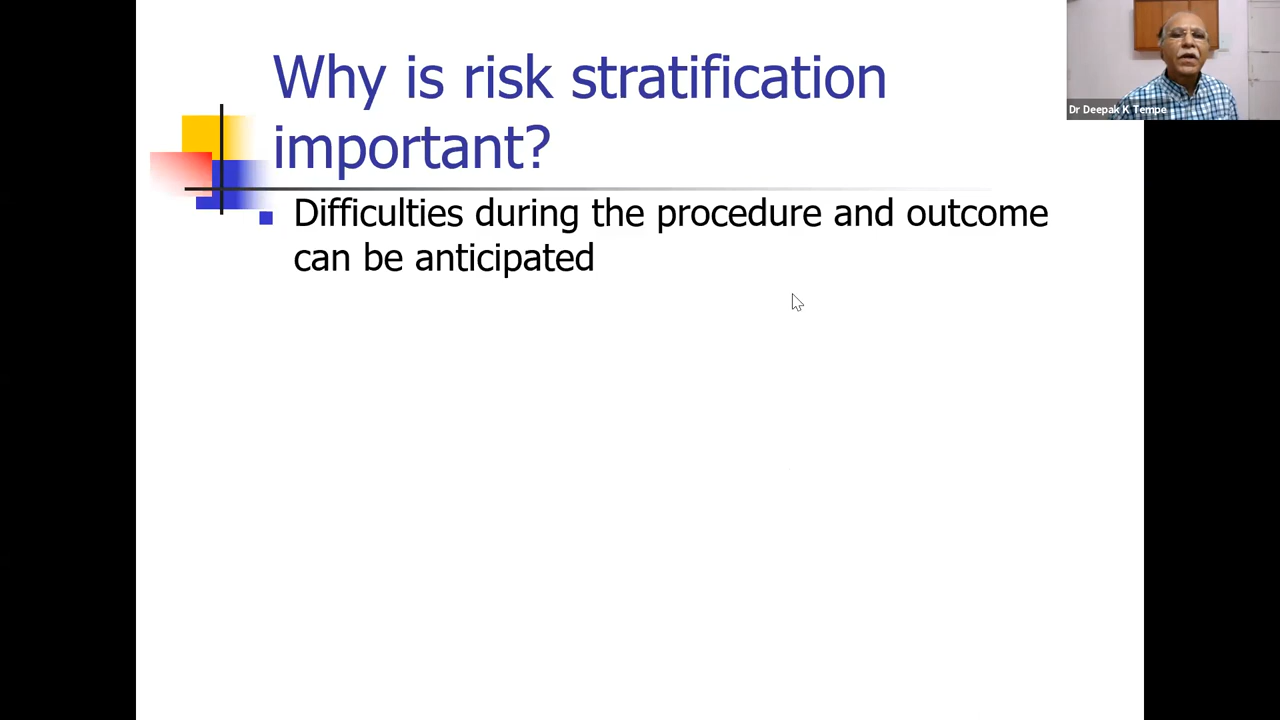 Why is risk stratification
important?
Difficulties during the procedure and outcome
can be anticipated
Dr Deepak K Tempe